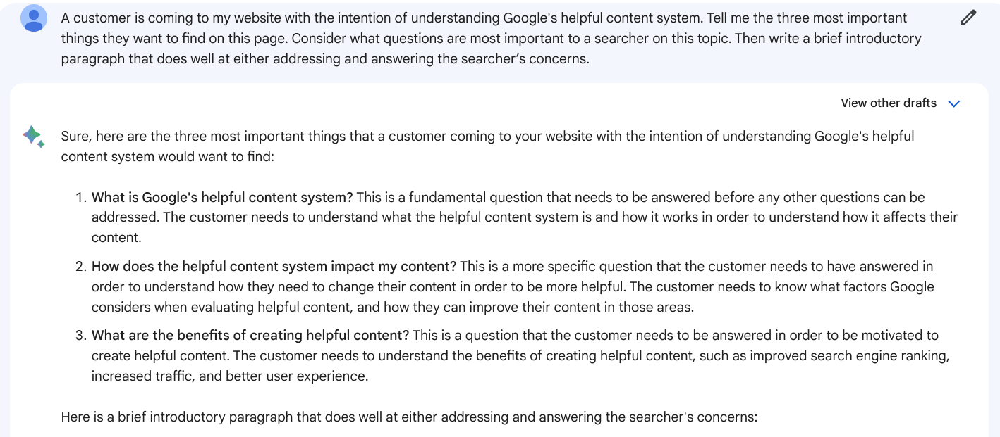 A customer is coming to my website with the intention of understanding Google's helpful content system. Tell me the three most important
things they want to find on this page. Consider what questions are most important to a searcher on this topic. Then write a brief introductory
paragraph that does well at either addressing and answering the searcher’s concerns.
View other drafts
Sure, here are the three most important things that a customer coming to your website with the intention of understanding Google's helpful
content system would want to find:
1. What is Google's helpful content system? This is a fundamental question that needs to be answered before any other questions can be
addressed. The customer needs to understand what the helpful content system is and how it works in order to understand how it affects their
content.
2. How does the helpful content system impact my content? This is a more specific question that the customer needs to have answered in
order to understand how they need to change their content in order to be more helpful. The customer needs to know what factors Google
considers when evaluating helpful content, and how they can improve their content in those areas.
3. What are the benefits of creating helpful content? This is a question that the customer needs to be answered in order to be motivated to
create helpful content. The customer needs to understand the benefits of creating helpful content, such as improved search engine ranking,
increased traffic, and better user experience.
Here is a brief introductory paragraph that does well at either addressing and answering the searcher's concerns: